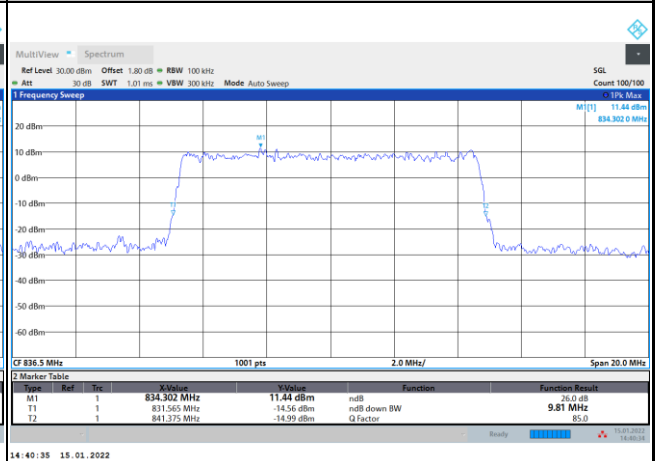 MultiView Spectrum
Ref Level 30.00 dBm Offset 1.80 dB RBW 100 kHz SGL
Att 30 dB SWT 1.01 ms VBW 300 kHz Mode Auto Sweep Count 100/100
1 Frequency Sweep 1Pk Max
M1[1] 11.44 dBm
834.302 0 MHz
20 dBm
M1
10 dBm
0 dBm
-10 dBm
T1 T2
-20 dBm
-30 dBm
-40 dBm
-50 dBm
-60 dBm
CF 836.5 MHz 1001 pts 2.0 MHz/ Span 20.0 MHz
2 Marker Table
Type Ref Trc X-Value Y-Value Function Function Result
M1 1 834.302 MHz 11.44 dBm ndB 26.0 dB
T1 1 831.565 MHz -14.56 dBm ndB down BW 9.81 MHz
T2 1 841.375 MHz -14.99 dBm Q Factor 85.0
Ready 15.01.2022
14:40:34
14:40:35 15.01.2022